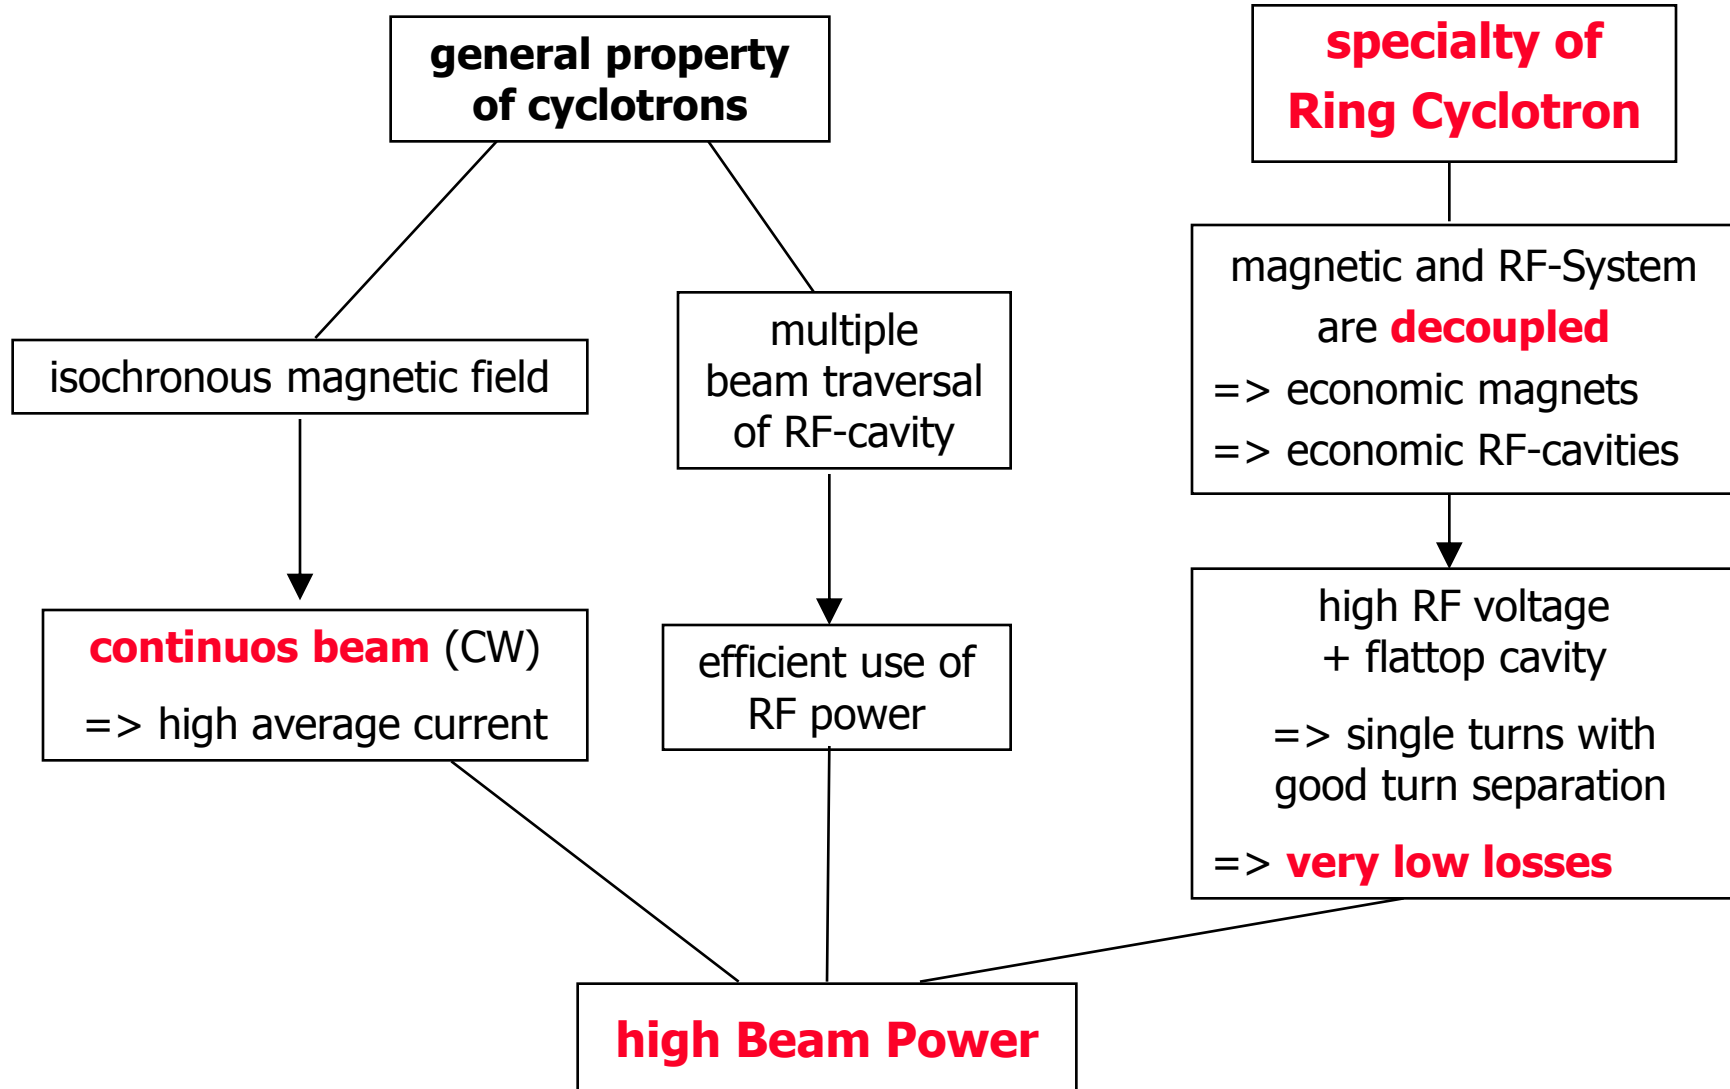 general property
of cyclotrons
specialty of
Ring Cyclotron
isochronous magnetic field
multiple
beam traversal
of RF-cavity
magnetic and RF-System
are decoupled
=> economic magnets
=> economic RF-cavities
continuos beam (CW)
=> high average current
efficient use of
RF power
high RF voltage
+ flattop cavity
=> single turns with
good turn separation
=> very low losses
high Beam Power